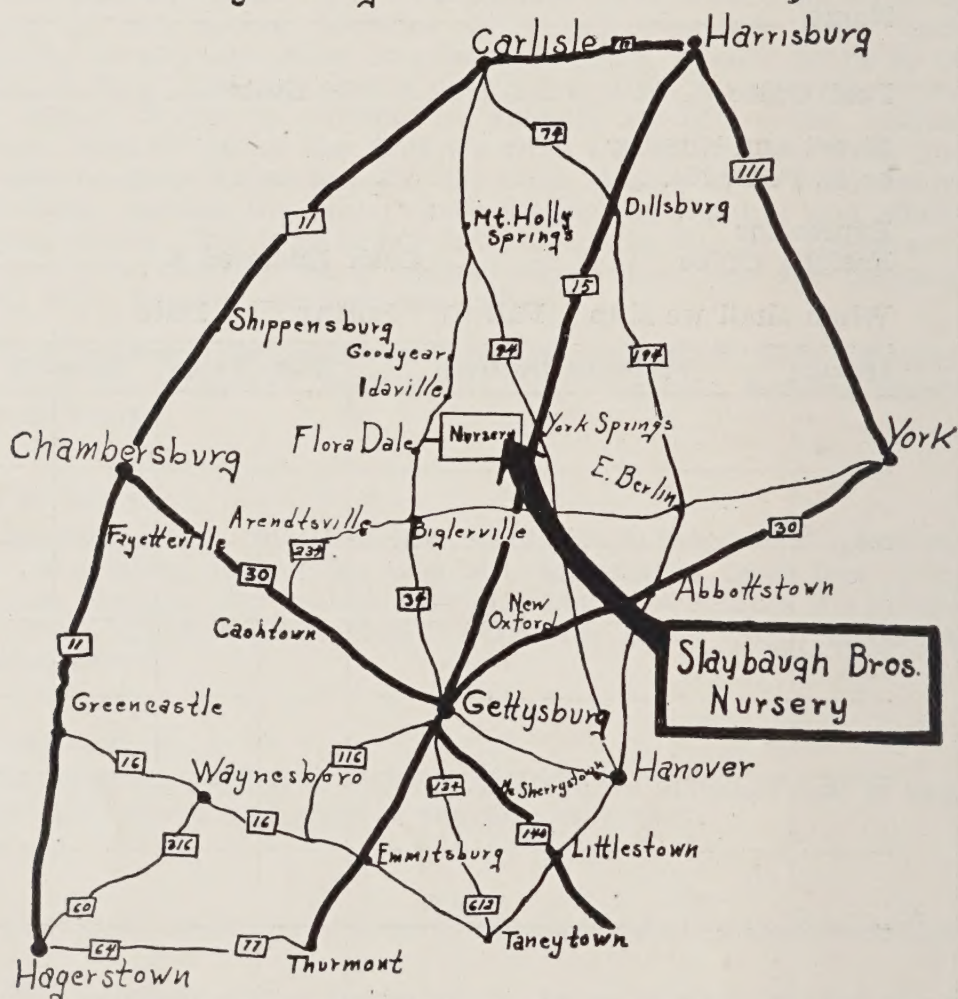 Carlisle
11
Harrisburg
74
111
Mt. Holly
Springs
Dillsburg
11
15
Shippensburg
Goodyear
94
194
Idaville
Flora Dale
Nursery
York Springs
York
Chambersburg
E. Berlin
Arendtsville
Biglerville
Fayetteville
234
30
30
34
New
Oxford
Abbottstown
Cashtown
Slaybaugh Bros.
Nursery
11
Greencastle
Gettysburg
116
16
Waynesboro
134
Mc Sherrystown
Hanover
16
140
216
Emmitsburg
Littlestown
60
612
64
77
Taneytown
Thurmont
Hagerstown